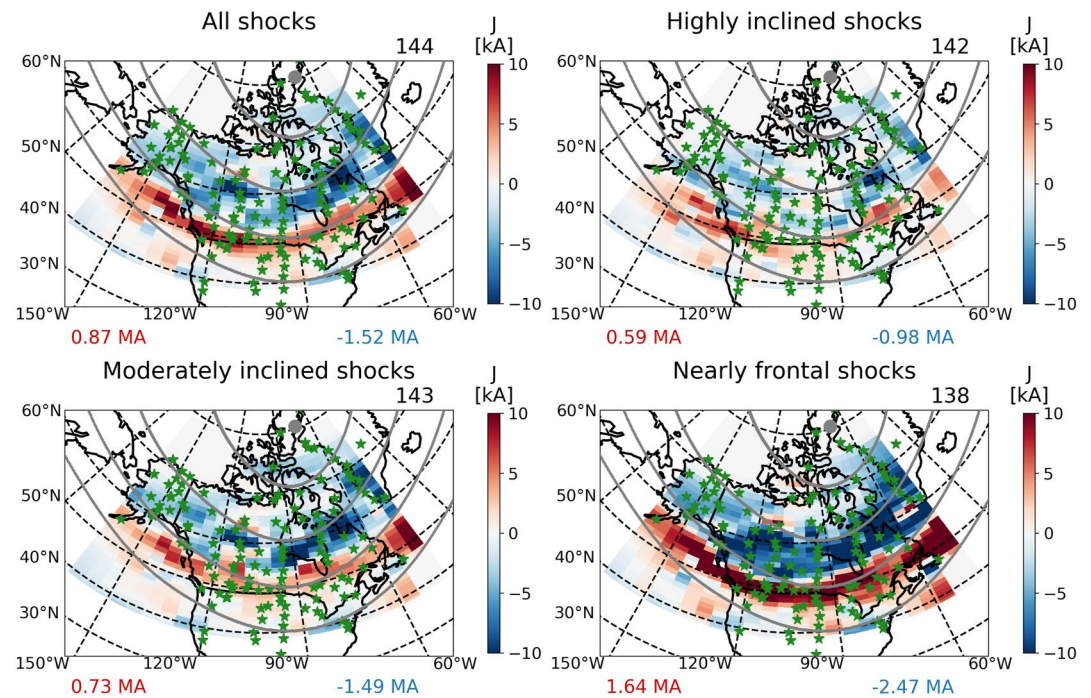 All shocks
144
J
[kA]
60°N
50°N
40°N
30°N
150°W
120°W
90°W
60°W
10
5
0
−5
−10
0.87 MA
-1.52 MA
Highly inclined shocks
142
J
[kA]
60°N
50°N
40°N
30°N
150°W
120°W
90°W
60°W
10
5
0
−5
−10
0.59 MA
-0.98 MA
Moderately inclined shocks
143
J
[kA]
60°N
50°N
40°N
30°N
150°W
120°W
90°W
60°W
10
5
0
−5
−10
0.73 MA
-1.49 MA
Nearly frontal shocks
138
J
[kA]
60°N
50°N
40°N
30°N
150°W
120°W
90°W
60°W
10
5
0
−5
−10
1.64 MA
-2.47 MA